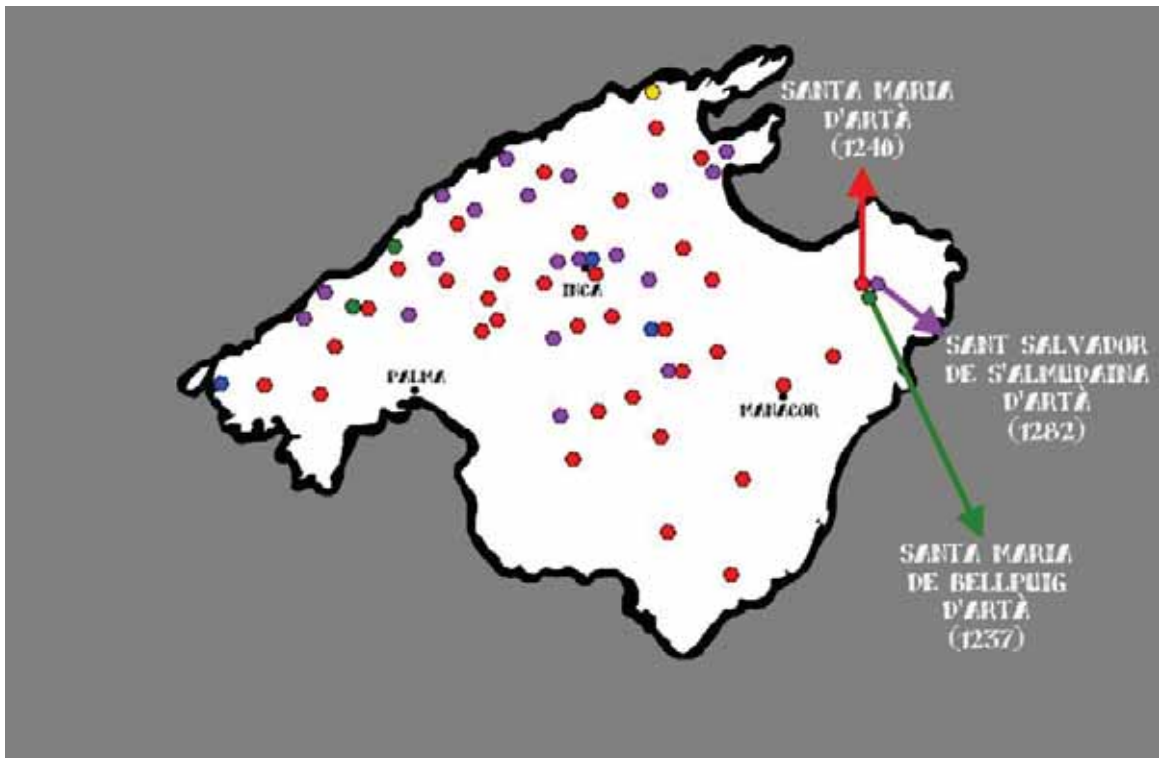 SANTA MARIA
D'ARTÀ
(1240)
INCA
PALMA
MANACOR
SANT SALVADOR
DE S'ALMUDAINA
D'ARTÀ
(1282)
SANTA MARIA
DE BELLPUIG
D'ARTÀ
(1237)